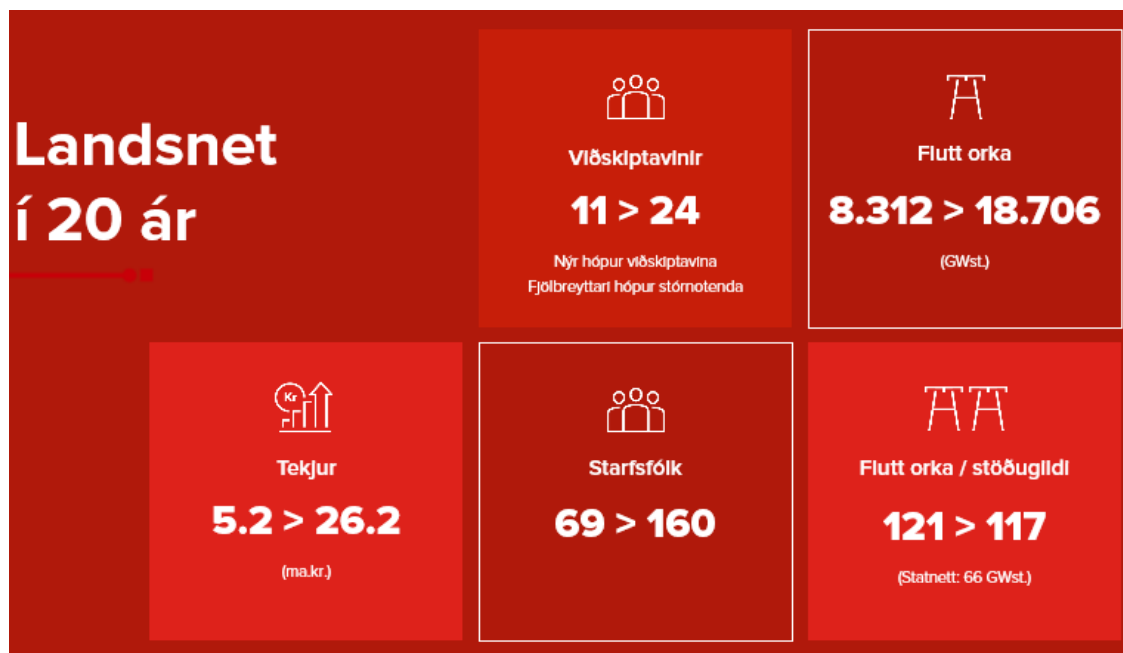 Landsnet
í 20 ár
Viðskiptavinir
11 > 24
Nýr hópur viðskiptavina
Fjölbreyttari hópur stórnotenda
Flutt orka
8.312 > 18.706
(GWst.)
Kr
Tekjur
5.2 > 26.2
(ma.kr.)
Starfsfólk
69 > 160
Flutt orka / stöðugildi
121 > 117
(Statnett: 66 GWst.)